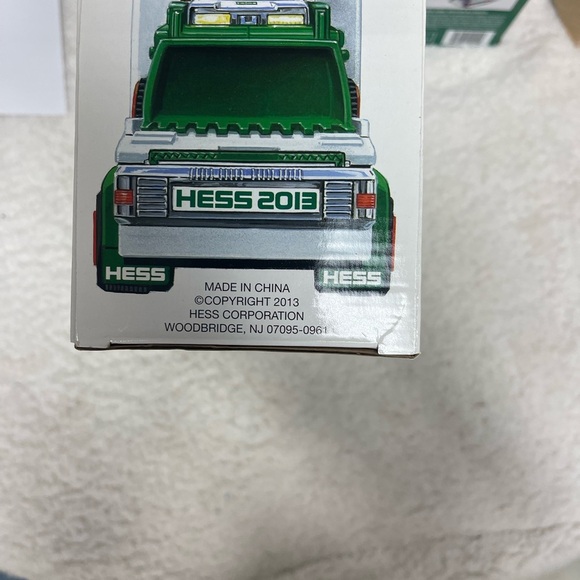 HESS 2013
HESS HESS
MADE IN CHINA
©COPYRIGHT 2013
HESS CORPORATION
WOODBRIDGE, NJ 07095-0961